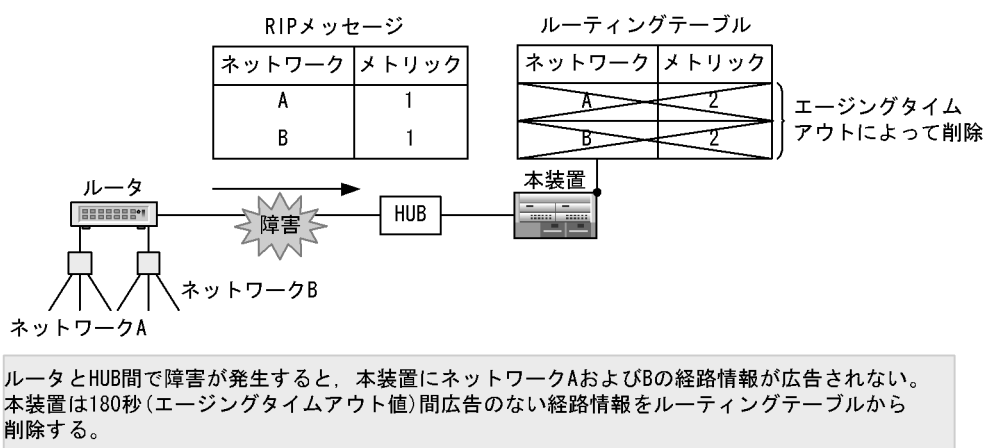 RIPメッセージ
ネットワーク メトリック
A 1
B 1
ルーティングテーブル
ネットワーク メトリック
A 2
B 2
エージングタイム
アウトによって削除
ルータ
障害
HUB
本装置
ネットワークB
ネットワークA
ルータとHUB間で障害が発生すると，本装置にネットワークAおよびBの経路情報が広告されない。
本装置は180秒(エージングタイムアウト値)間広告のない経路情報をルーティングテーブルから
削除する。